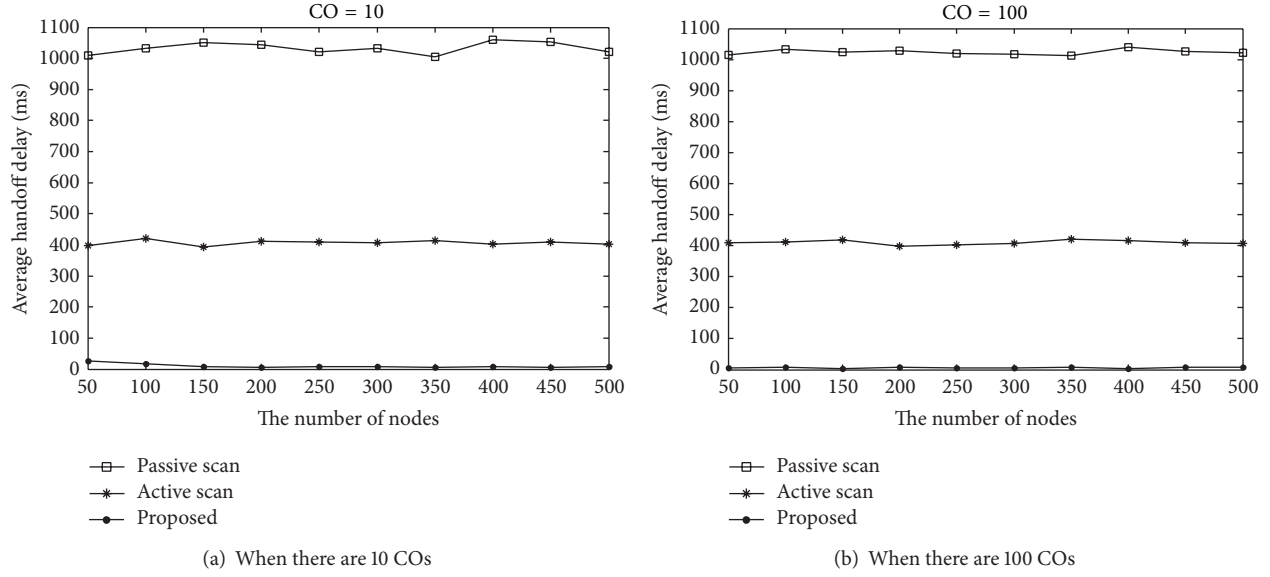 CO = 10
1100
1000
900
800
700
600
500
400
300
200
100
0
Average handoff delay (ms)
50 100 150 200 250 300 350 400 450 500
The number of nodes
Passive scan
Active scan
Proposed
(a) When there are 10 COs
CO = 100
1100
1000
900
800
700
600
500
400
300
200
100
0
Average handoff delay (ms)
50 100 150 200 250 300 350 400 450 500
The number of nodes
Passive scan
Active scan
Proposed
(b) When there are 100 COs